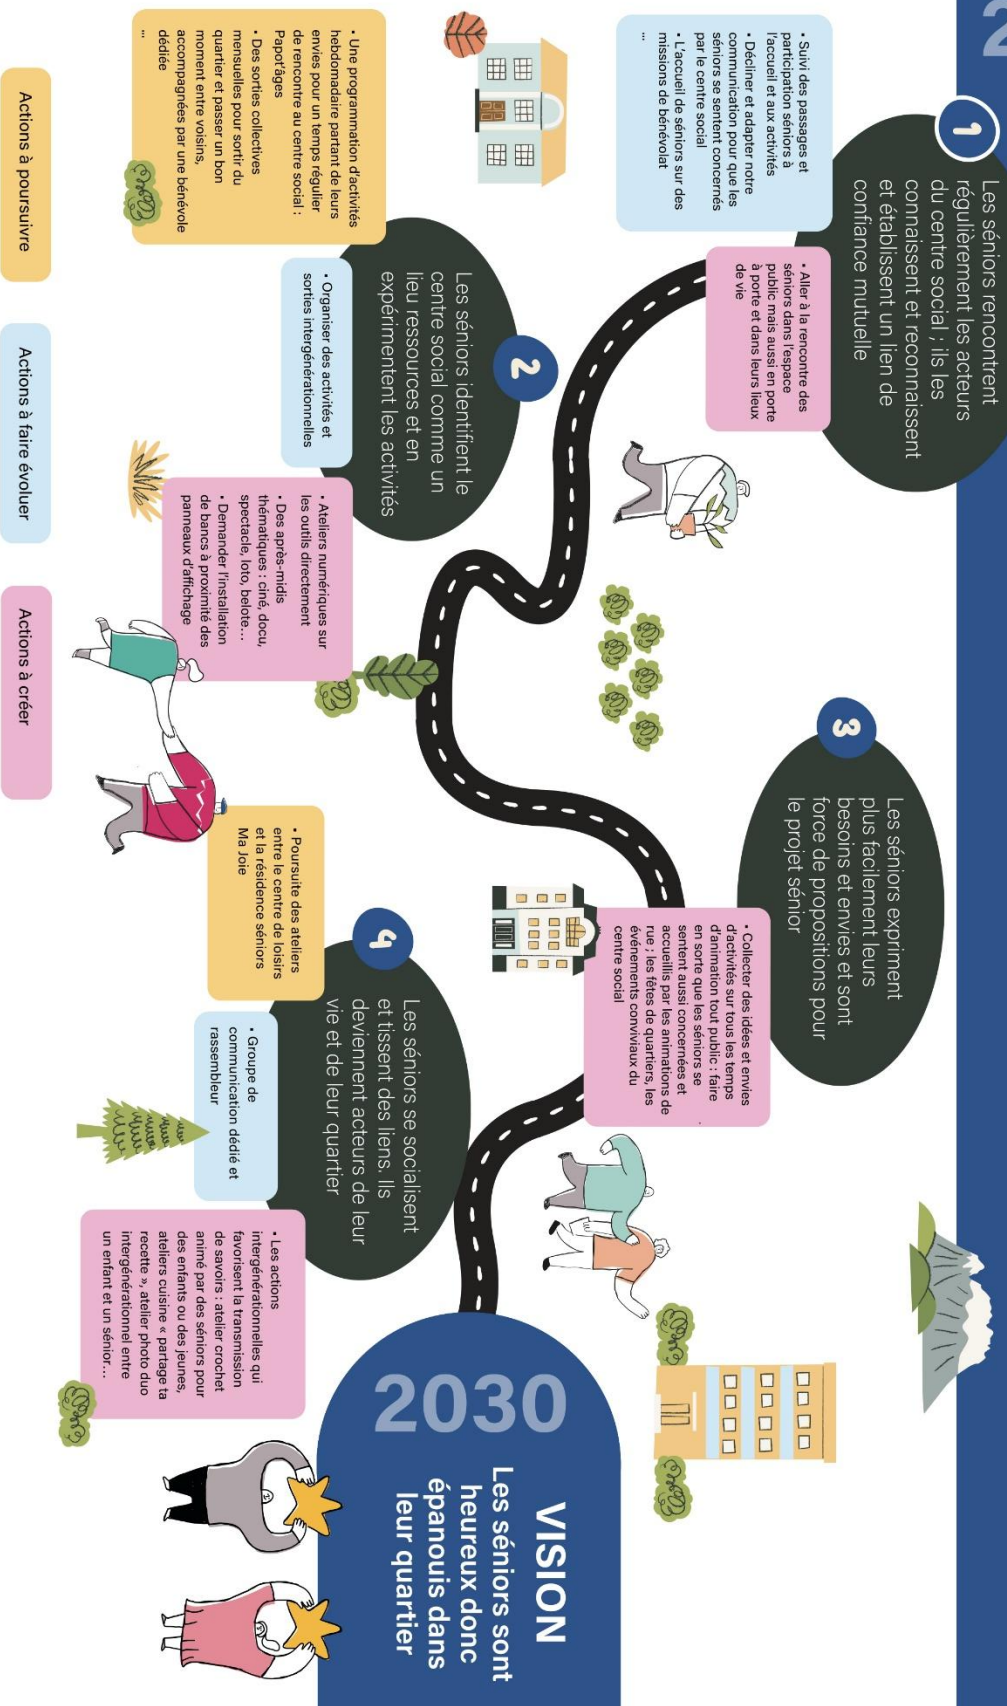 2
1
Les séniors rencontrent
régulièrement les acteurs
du centre social ; ils les
connaissent et reconnaissent
et établissent un lien de
confiance mutuelle
• Suivi des passages et
participation séniors à
l'accueil et aux activités
• Décliner et adapter notre
communication pour que les
séniors se sentent concernés
par le centre social
• L'accueil de séniors sur des
missions de bénévolat
...
• Aller à la rencontre des
séniors dans l'espace
public mais aussi en porte
à porte et dans leurs lieux
de vie
2
Les séniors identifient le
centre social comme un
lieu ressources et en
expérimentent les activités
• Une programmation d'activités
hebdomadaire partant de leurs
envies pour un temps régulier
de rencontre au centre social :
Papot'âges
• Des sorties collectives
mensuelles pour sortir du
quartier et passer un bon
moment entre voisins,
accompagnées par une bénévole
dédiée
...
• Organiser des activités et
sorties intergénérationnelles
• Ateliers numériques sur
les outils directement
• Des après-midis
thématiques : ciné, docu,
spectacle, loto, belote…
• Demander l'installation
de bancs à proximité des
panneaux d'affichage
3
Les séniors expriment
plus facilement leurs
besoins et envies et sont
force de propositions pour
le projet sénior
• Collecter des idées et envies
d'activités sur tous les temps
d'animation tout public : faire
en sorte que les séniors se
sentent aussi concernées et
accueillis par les animations de
rue ; les fêtes de quartiers, les
événements conviviaux du
centre social
.
4
Les séniors se socialisent
et tissent des liens. Ils
deviennent acteurs de leur
vie et de leur quartier
• Poursuite des ateliers
entre le centre de loisirs
et la résidence séniors
Ma Joie
• Groupe de
communication dédié et
rassembleur
• Les actions
intergénérationnelles qui
favorisent la transmission
de savoirs : atelier crochet
animé par des séniors pour
des enfants ou des jeunes,
ateliers cuisine « partage ta
recette », atelier photo duo
intergénérationnel entre
un enfant et un sénior…
2030
VISION
Les séniors sont
heureux donc
épanouis dans
leur quartier
Actions à poursuivre
Actions à faire évoluer
Actions à créer